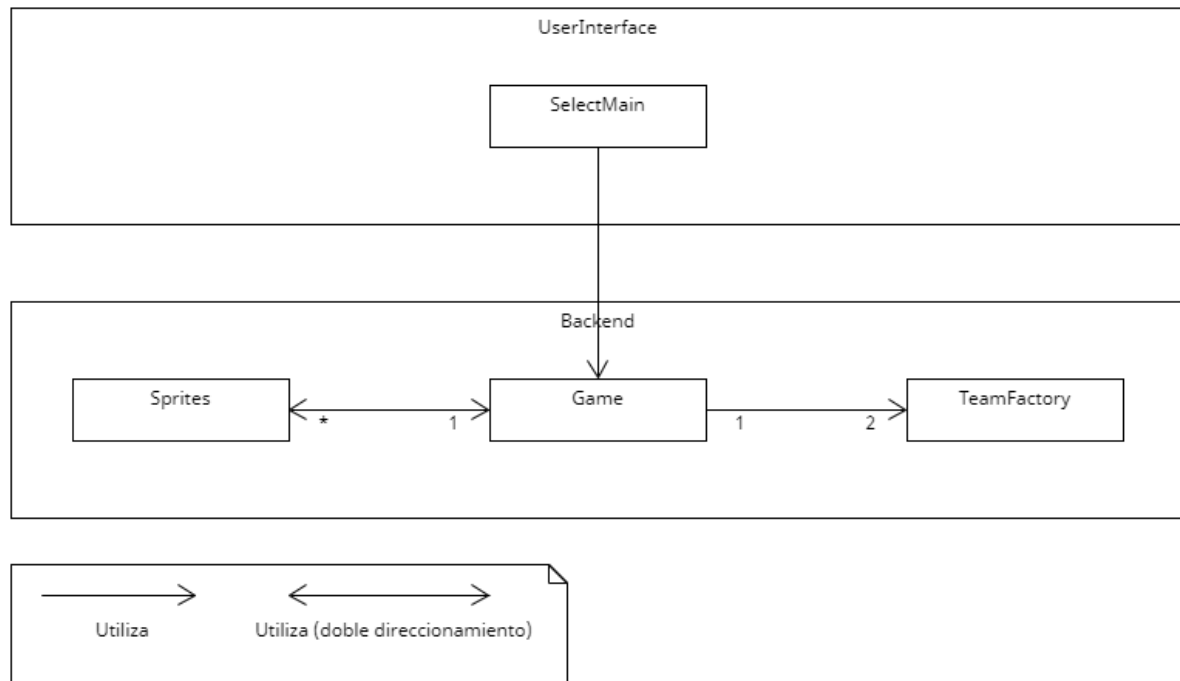 UserInterface
SelectMain
Backend
Sprites
Game
TeamFactory
* 1 1 2
Utiliza
Utiliza (doble direccionamiento)